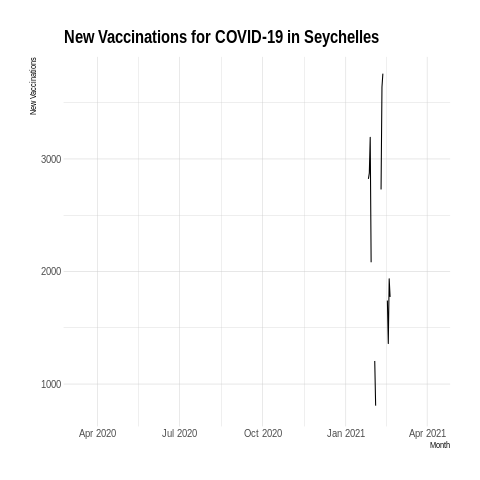 New Vaccinations for COVID-19 in Seychelles
New Vaccinations
3000
2000
1000
Apr 2020 Jul 2020 Oct 2020 Jan 2021 Apr 2021
Month